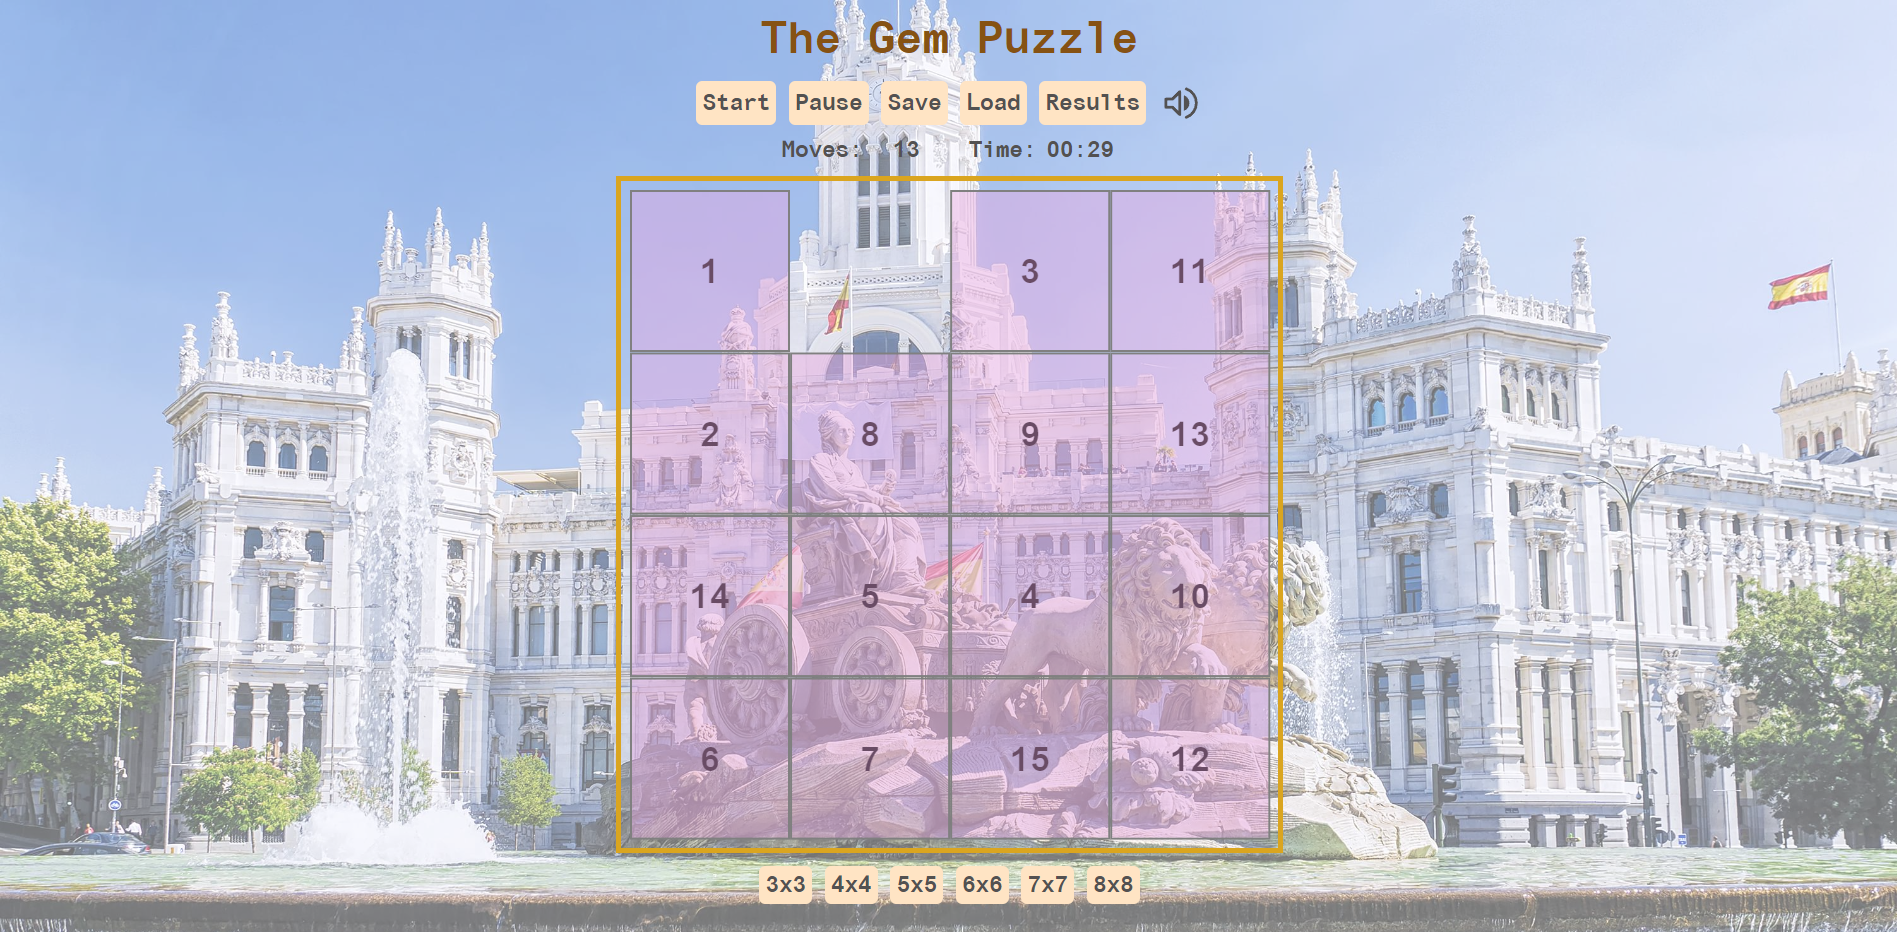 The Gem Puzzle
Start Pause Save Load Results
Moves: 13 Time: 00:29
1 3 11
2 8 9 13
14 5 4 10
6 7 15 12
3x3 4x4 5x5 6x6 7x7 8x8